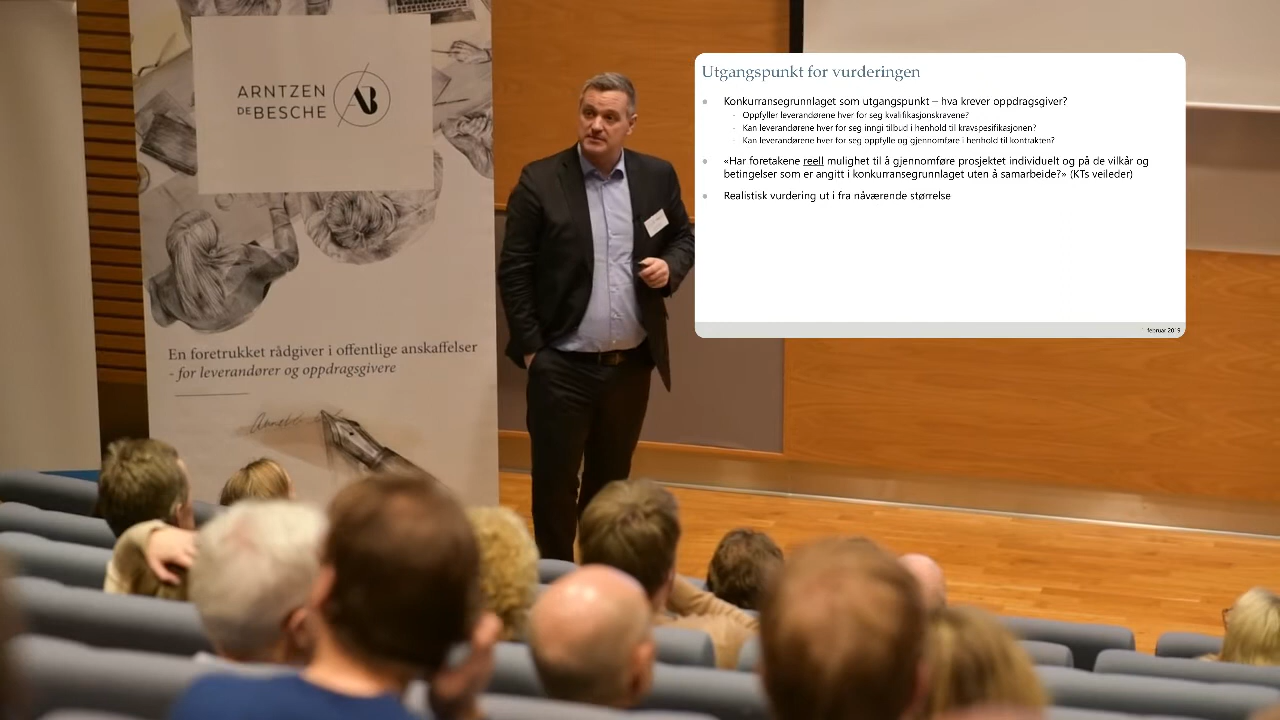 ARNTZEN
DE BESCHE
En foretrukket rådgiver i offentlige anskaffelser
- for leverandører og oppdragsgivere
Utgangspunkt for vurderingen
Konkurransegrunnlaget som utgangspunkt – hva krever oppdragsgiver?
Oppfyller leverandørene hver for seg kvalifikasjonskravene?
Kan leverandørene hver for seg inngi tilbud i henhold til kravspesifikasjonen?
Kan leverandørene hver for seg oppfylle og gjennomføre i henhold til kontrakten?
«Har foretakene reell mulighet til å gjennomføre prosjektet individuelt og på de vilkår og
betingelser som er angitt i konkurransegrunnlaget uten å samarbeide?» (KTs veileder)
Realistisk vurdering ut i fra nåværende størrelse
februar 2019